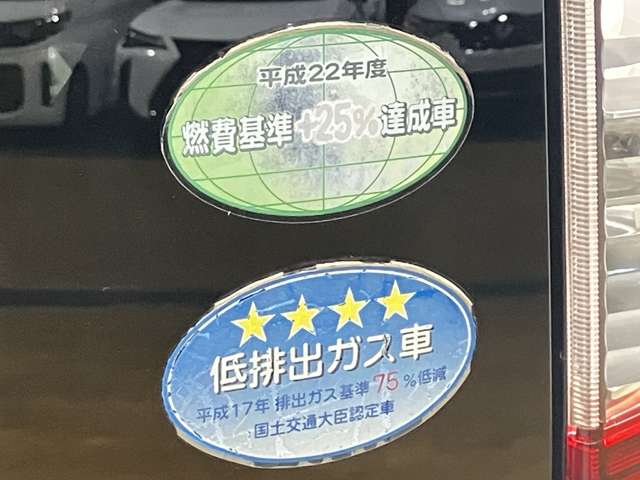 平成22年度
燃費基準+25%達成車
★★★★
低排出ガス車
平成17年 排出ガス基準 75 %低減
国土交通大臣認定車